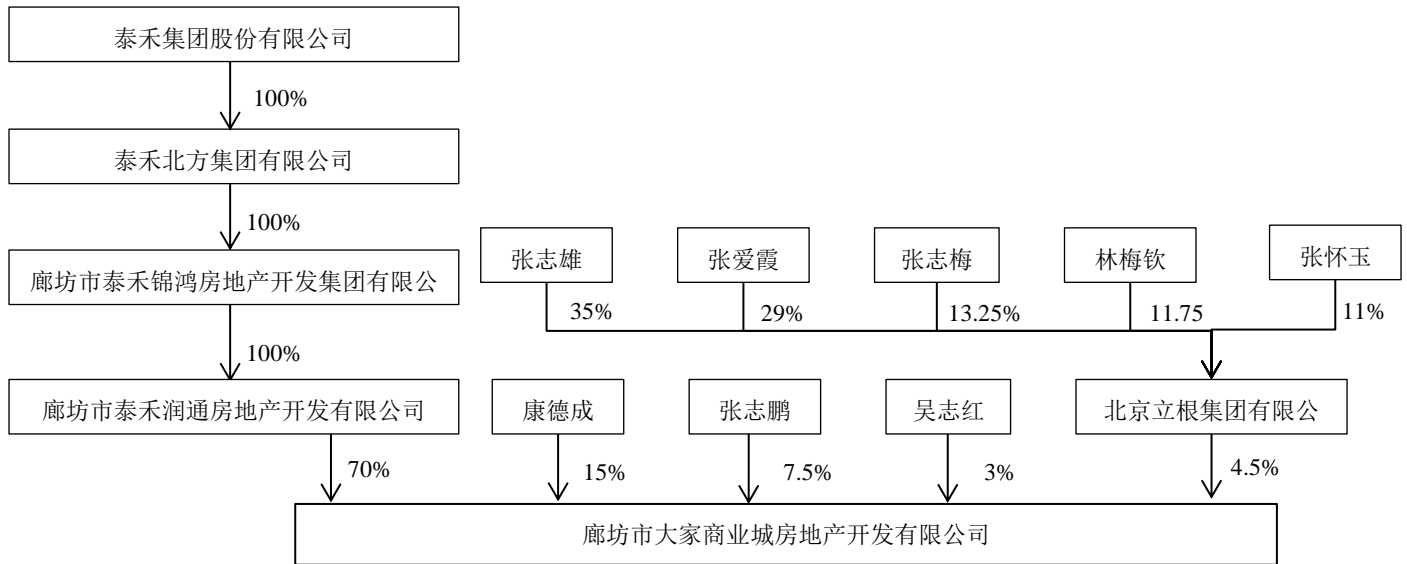 泰禾集团股份有限公司
100%
泰禾北方集团有限公司
100%
张志雄
张爱霞
张志梅
林梅钦
张怀玉
廊坊市泰禾锦鸿房地产开发集团有限公
35%
29%
13.25%
11.75
11%
100%
廊坊市泰禾润通房地产开发有限公司
康德成
张志鹏
吴志红
北京立根集团有限公
70%
15%
7.5%
3%
4.5%
廊坊市大家商业城房地产开发有限公司